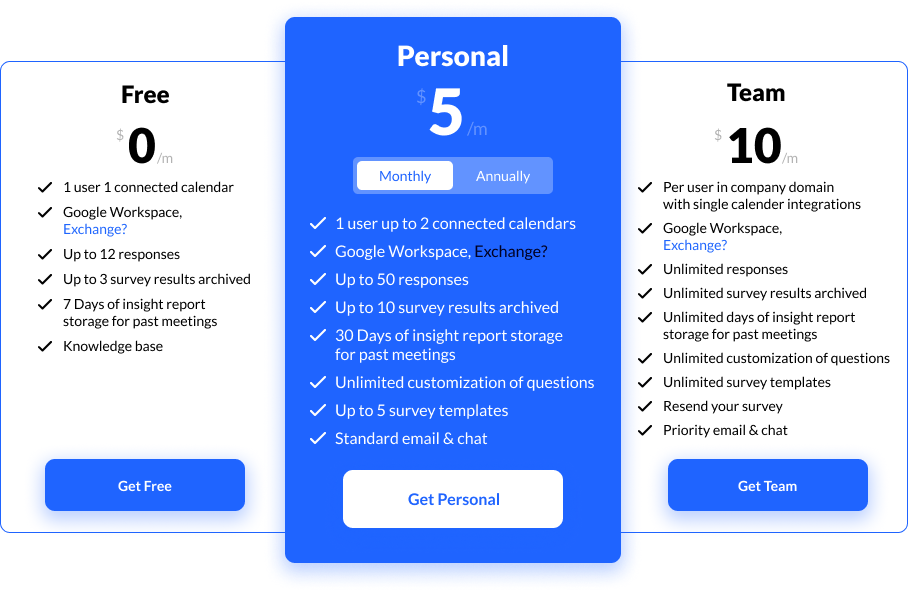 Free
$0/m
1 user 1 connected calendar
Google Workspace,
Exchange?
Up to 12 responses
Up to 3 survey results archived
7 Days of insight report
storage for past meetings
Knowledge base
Get Free
Personal
$5/m
Monthly
Annually
1 user up to 2 connected calendars
Google Workspace, Exchange?
Up to 50 responses
Up to 10 survey results archived
30 Days of insight report storage
for past meetings
Unlimited customization of questions
Up to 5 survey templates
Standard email & chat
Get Personal
Team
$10/m
Per user in company domain
with single calender integrations
Google Workspace,
Exchange?
Unlimited responses
Unlimited survey results archived
Unlimited days of insight report
storage for past meetings
Unlimited customization of questions
Unlimited survey templates
Resend your survey
Priority email & chat
Get Team